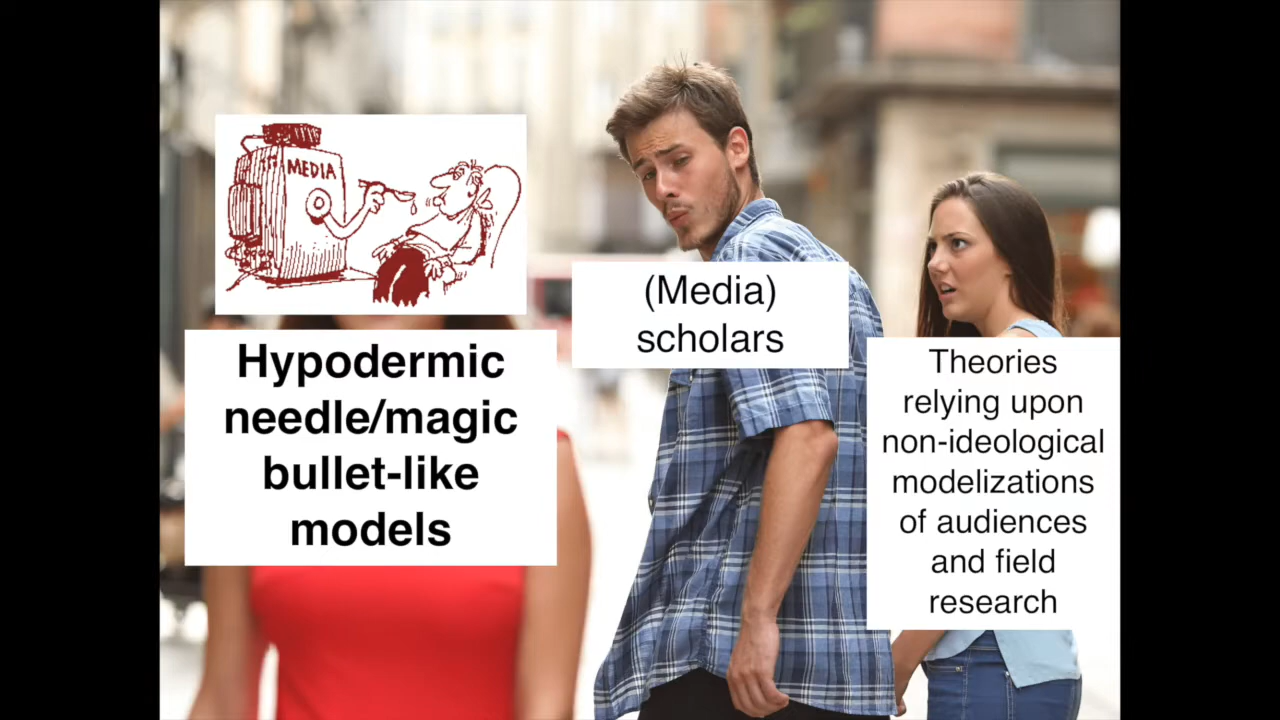 MEDIA
Hypodermic
needle/magic
bullet-like
models
(Media)
scholars
Theories
relying upon
non-ideological
modelizations
of audiences
and field
research